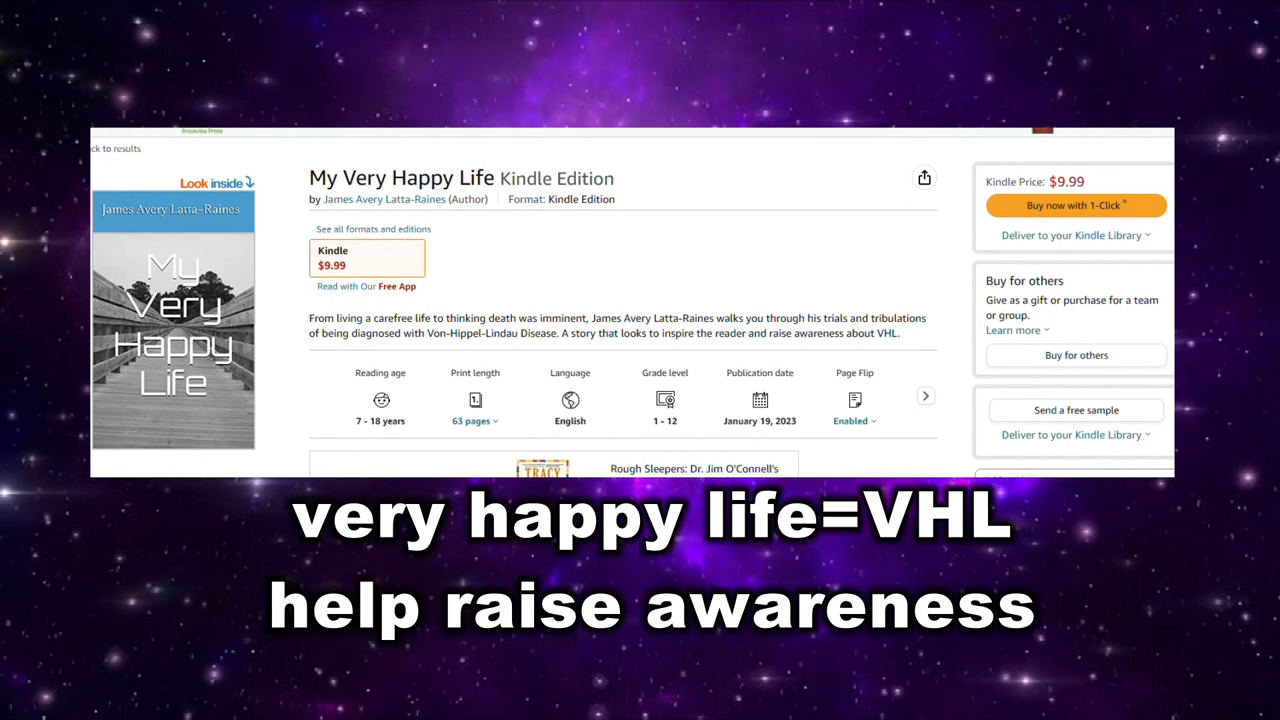 Brookview Press
ck to results
Look inside
James Avery Latta-Raines
My
Very
Happy
Life
My Very Happy Life Kindle Edition
by James Avery Latta-Raines (Author) Format: Kindle Edition
See all formats and editions
Kindle
$9.99
Read with Our Free App
From living a carefree life to thinking death was imminent, James Avery Latta-Raines walks you through his trials and tribulations
of being diagnosed with Von-Hippel-Lindau Disease. A story that looks to inspire the reader and raise awareness about VHL.
Reading age Print length Language Grade level Publication date Page Flip
7 - 18 years 63 pages English 1 - 12 January 19, 2023 Enabled
TRACY
Rough Sleepers: Dr. Jim O'Connell's
Kindle Price: $9.99
Buy now with 1-Click ®
Deliver to your Kindle Library
Buy for others
Give as a gift or purchase for a team
or group.
Learn more
Buy for others
Send a free sample
Deliver to your Kindle Library
very happy life=VHL
help raise awareness